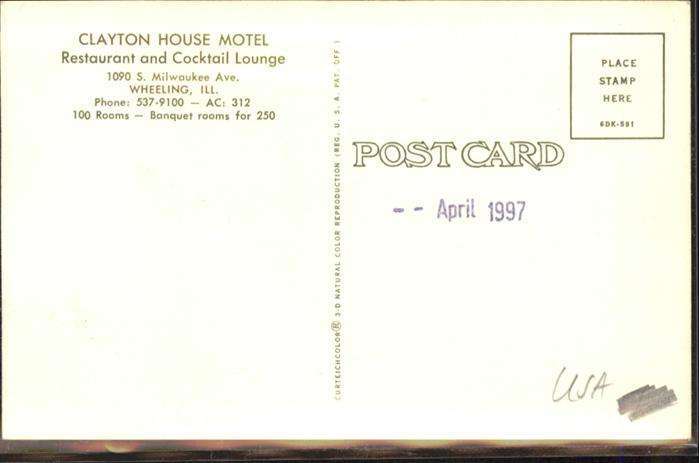 CLAYTON HOUSE MOTEL
Restaurant and Cocktail Lounge
1090 S. Milwaukee Ave.
WHEELING, ILL.
Phone: 537-9100 — AC: 312
100 Rooms — Banquet rooms for 250
CURTEICHCOLOR® 3-D NATURAL COLOR REPRODUCTION (REG. U. S. A. PAT. OFF.)
PLACE
STAMP
HERE
6DK-591
POST CARD
-- April 1997
USA